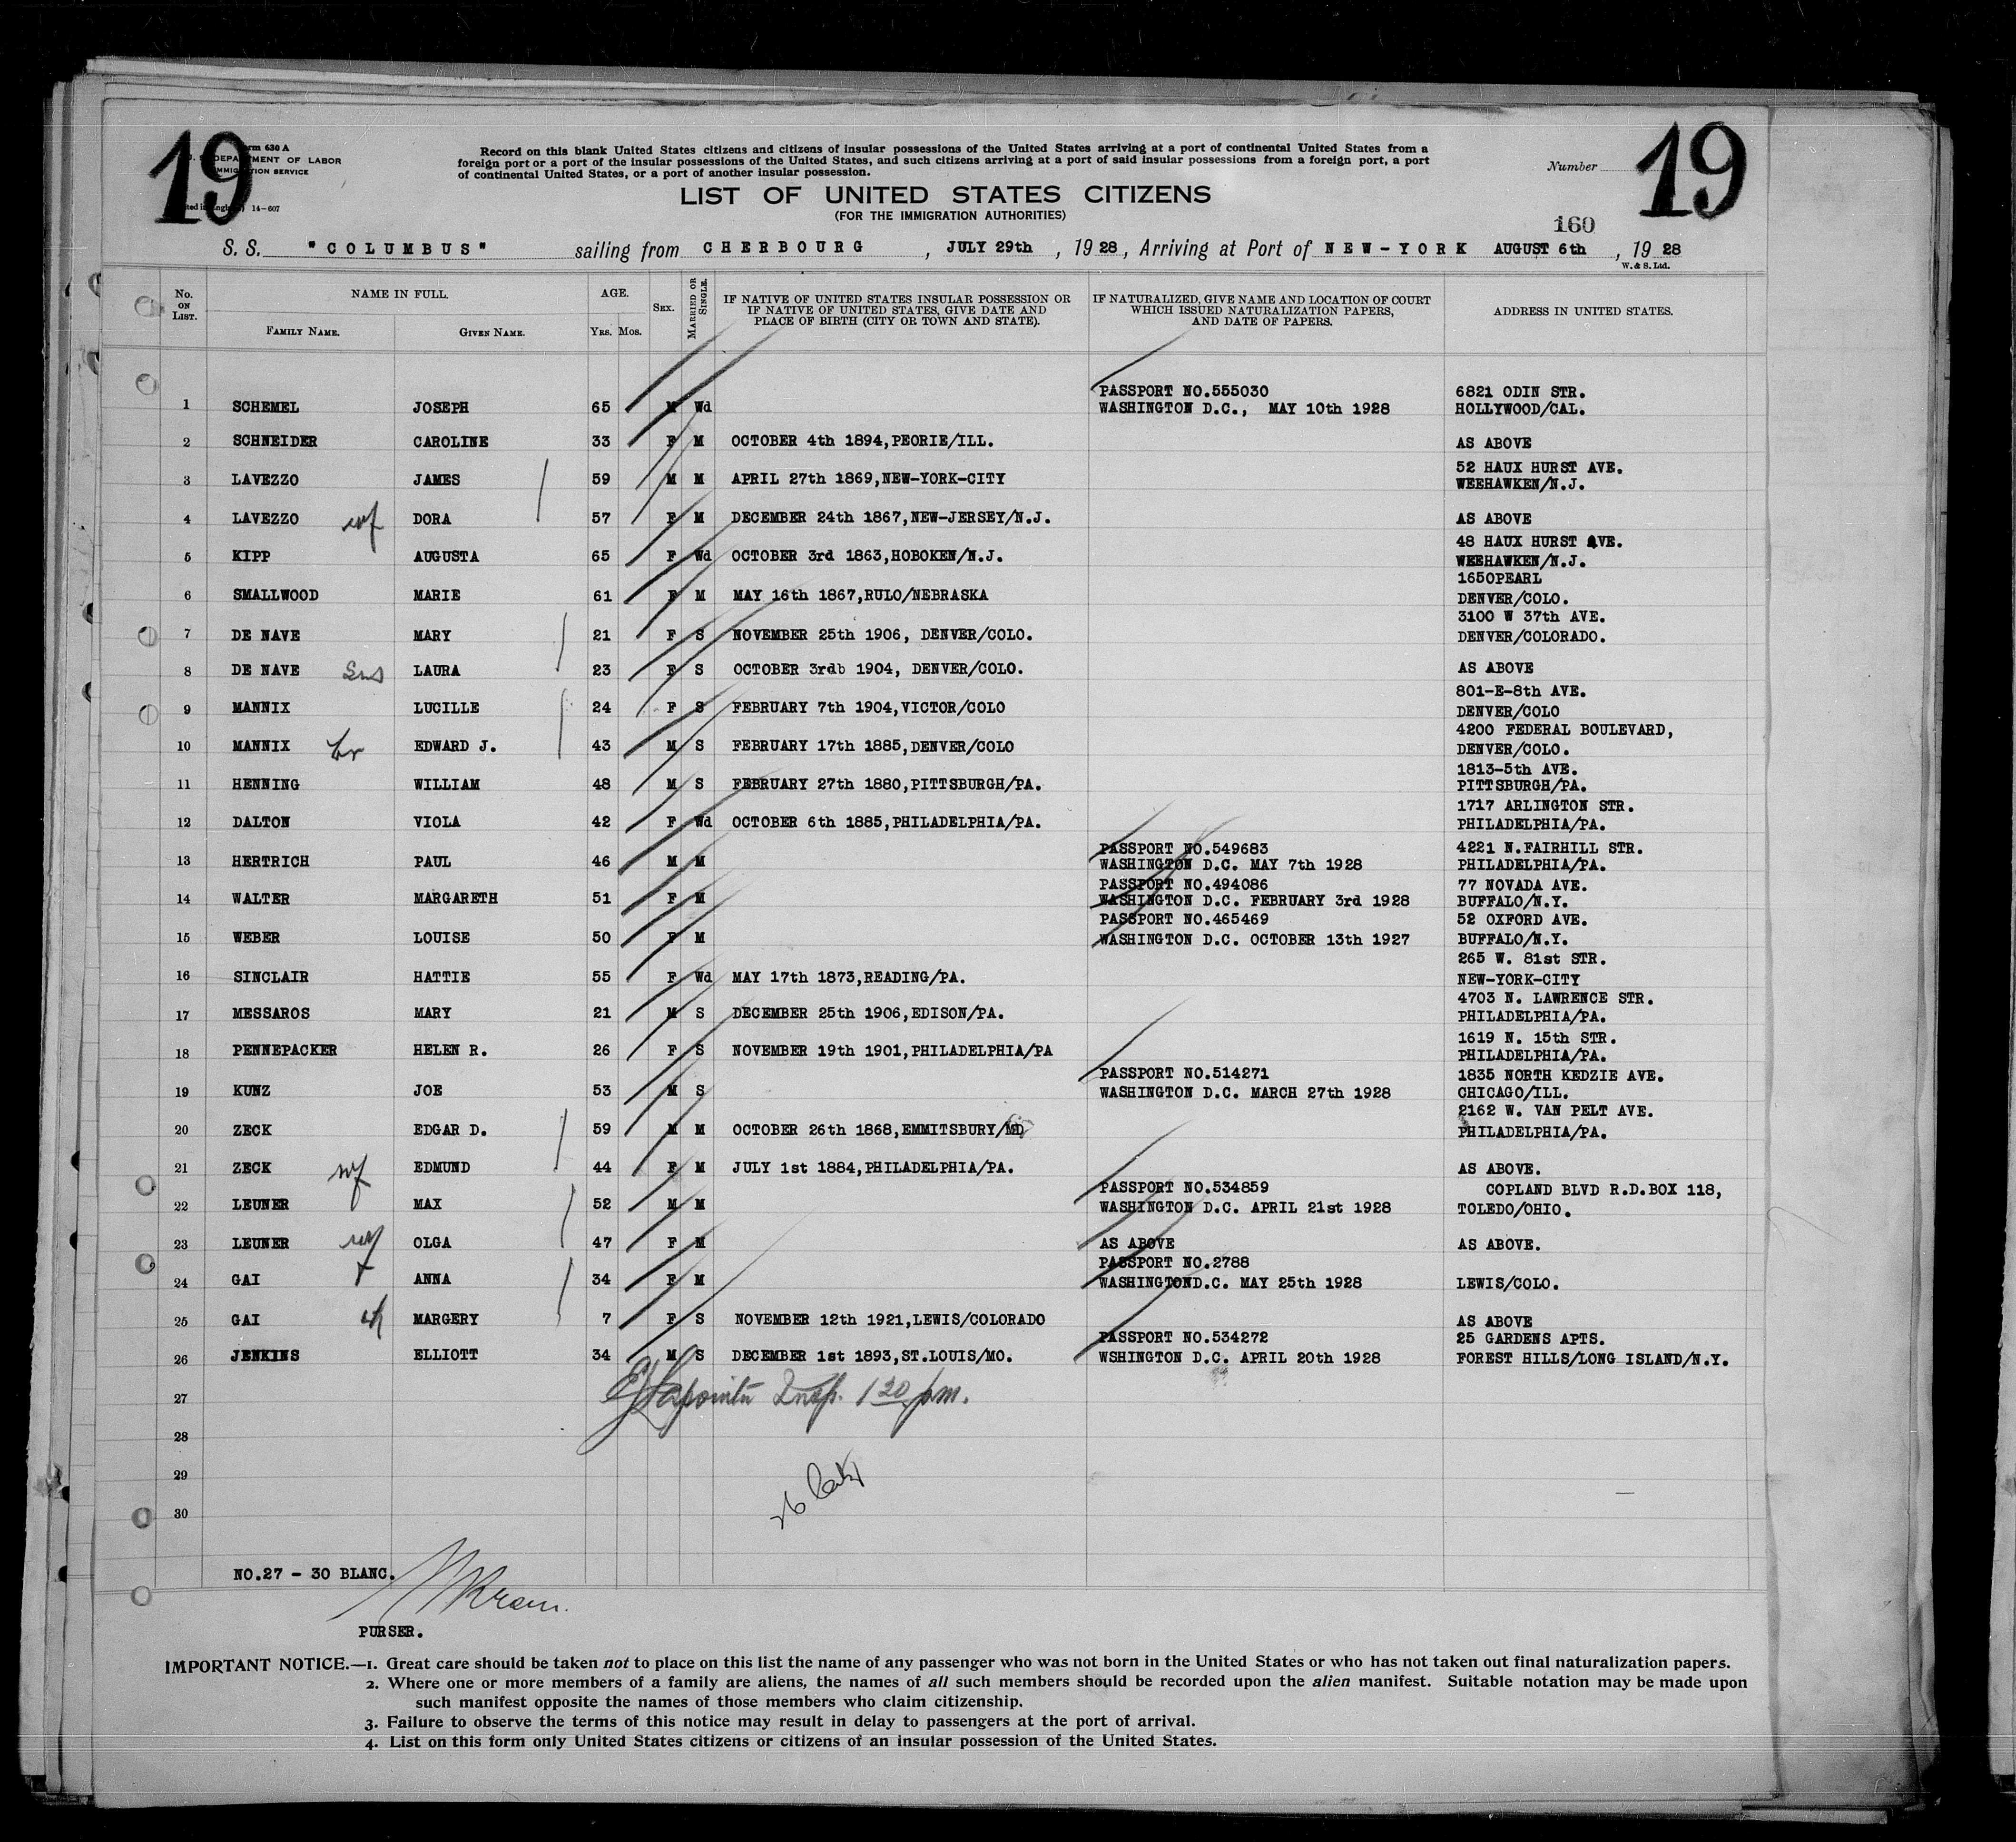 19
Form 630 A
U. S. DEPARTMENT OF LABOR
IMMIGRATION SERVICE
14-607
Record on this blank United States citizens and citizens of insular possessions of the United States arriving at a port of continental United States from a
foreign port or a port of the insular possessions of the United States, and such citizens arriving at a port of said insular possessions from a foreign port, a port
of continental United States, or a port of another insular possession.
Number
19
LIST OF UNITED STATES CITIZENS
(FOR THE IMMIGRATION AUTHORITIES)
160
S. S. "COLUMBUS" sailing from CHERBOURG, JULY 29th, 1928, Arriving at Port of NEW-YORK AUGUST 6th, 1928
W. & S. Ltd.
No. ON LIST. NAME IN FULL. FAMILY NAME. GIVEN NAME. AGE. YRS. MOS. SEX. MARRIED OR SINGLE. IF NATIVE OF UNITED STATES INSULAR POSSESSION OR IF NATIVE OF UNITED STATES, GIVE DATE AND PLACE OF BIRTH (CITY OR TOWN AND STATE). IF NATURALIZED, GIVE NAME AND LOCATION OF COURT WHICH ISSUED NATURALIZATION PAPERS, AND DATE OF PAPERS. ADDRESS IN UNITED STATES.
PASSPORT NO.555030 6821 ODIN STR.
1 SCHEMEL JOSEPH 65 M Wd WASHINGTON D.C., MAY 10th 1928 HOLLYWOOD/CAL.
2 SCHNEIDER CAROLINE 33 F M OCTOBER 4th 1894,PEORIE/ILL. AS ABOVE
52 HAUX HURST AVE.
3 LAVEZZO JAMES 59 M M APRIL 27th 1869,NEW-YORK-CITY WEEHAWKEN/N.J.
4 LAVEZZO wf DORA 57 F M DECEMBER 24th 1867,NEW-JERSEY/N.J. AS ABOVE
48 HAUX HURST AVE.
5 KIPP AUGUSTA 65 F Wd OCTOBER 3rd 1863,HOBOKEN/N.J. WEEHAWKEN/N.J.
1650PEARL
6 SMALLWOOD MARIE 61 F M MAY 16th 1867,RULO/NEBRASKA DENVER/COLO.
3100 W 37th AVE.
7 DE NAVE MARY 21 F S NOVEMBER 25th 1906, DENVER/COLO. DENVER/COLORADO.
8 DE NAVE LAURA 23 F S OCTOBER 3rdb 1904, DENVER/COLO. AS ABOVE
801-E-8th AVE.
9 MANNIX LUCILLE 24 F S FEBRUARY 7th 1904,VICTOR/COLO DENVER/COLO
4200 FEDERAL BOULEVARD,
10 MANNIX br EDWARD J. 43 M S FEBRUARY 17th 1885,DENVER/COLO DENVER/COLO.
1813-5th AVE.
11 HENNING WILLIAM 48 M S FEBRUARY 27th 1880,PITTSBURGH/PA. PITTSBURGH/PA.
1717 ARLINGTON STR.
12 DALTON VIOLA 42 F Wd OCTOBER 6th 1885,PHILADELPHIA/PA. PHILADELPHIA/PA.
PASSPORT NO.549683 4221 N.FAIRHILL STR.
13 HERTRICH PAUL 46 M M WASHINGTON D.C. MAY 7th 1928 PHILADELPHIA/PA.
PASSPORT NO.494086 77 NOVADA AVE.
14 WALTER MARGARETH 51 F M WASHINGTON D.C. FEBRUARY 3rd 1928 BUFFALO/N.Y.
PASSPORT NO.465469 52 OXFORD AVE.
15 WEBER LOUISE 50 F M WASHINGTON D.C. OCTOBER 13th 1927 BUFFALO/N.Y.
265 W. 81st STR.
16 SINCLAIR HATTIE 55 F Wd MAY 17th 1873,READING/PA. NEW-YORK-CITY
4703 N. LAWRENCE STR.
17 MESSAROS MARY 21 M S DECEMBER 25th 1906,EDISON/PA. PHILADELPHIA/PA.
1619 N. 15th STR.
18 PENNEPACKER HELEN R. 26 F S NOVEMBER 19th 1901,PHILADELPHIA/PA PHILADELPHIA/PA.
PASSPORT NO.514271 1835 NORTH KEDZIE AVE.
19 KUNZ JOE 53 M S WASHINGTON D.C. MARCH 27th 1928 CHICAGO/ILL.
2162 W. VAN PELT AVE.
20 ZECK EDGAR D. 59 M M OCTOBER 26th 1868,EMMITSBURY/MD PHILADELPHIA/PA.
21 ZECK wf EDMUND 44 F M JULY 1st 1884,PHILADELPHIA/PA. AS ABOVE.
PASSPORT NO.534859 COPLAND BLVD R.D.BOX 118,
22 LEUNER MAX 52 M M WASHINGTON D.C. APRIL 21st 1928 TOLEDO/OHIO.
23 LEUNER wf OLGA 47 F M AS ABOVE AS ABOVE.
PASSPORT NO.2788
24 GAI ANNA 34 F M WASHINGTOND.C. MAY 25th 1928 LEWIS/COLO.
25 GAI ch MARGERY 7 F S NOVEMBER 12th 1921,LEWIS/COLORADO AS ABOVE
PASSPORT NO.534272 25 GARDENS APTS.
26 JENKINS ELLIOTT 34 M S DECEMBER 1st 1893,ST.LOUIS/MO. WSHINGTON D.C. APRIL 20th 1928 FOREST HILLS/LONG ISLAND/N.Y.
27 Insp. 1 20 p.m.
28
29
30
NO.27 - 30 BLANC.
PURSER.
IMPORTANT NOTICE.—1. Great care should be taken not to place on this list the name of any passenger who was not born in the United States or who has not taken out final naturalization papers.
2. Where one or more members of a family are aliens, the names of all such members should be recorded upon the alien manifest. Suitable notation may be made upon
such manifest opposite the names of those members who claim citizenship.
3. Failure to observe the terms of this notice may result in delay to passengers at the port of arrival.
4. List on this form only United States citizens or citizens of an insular possession of the United States.